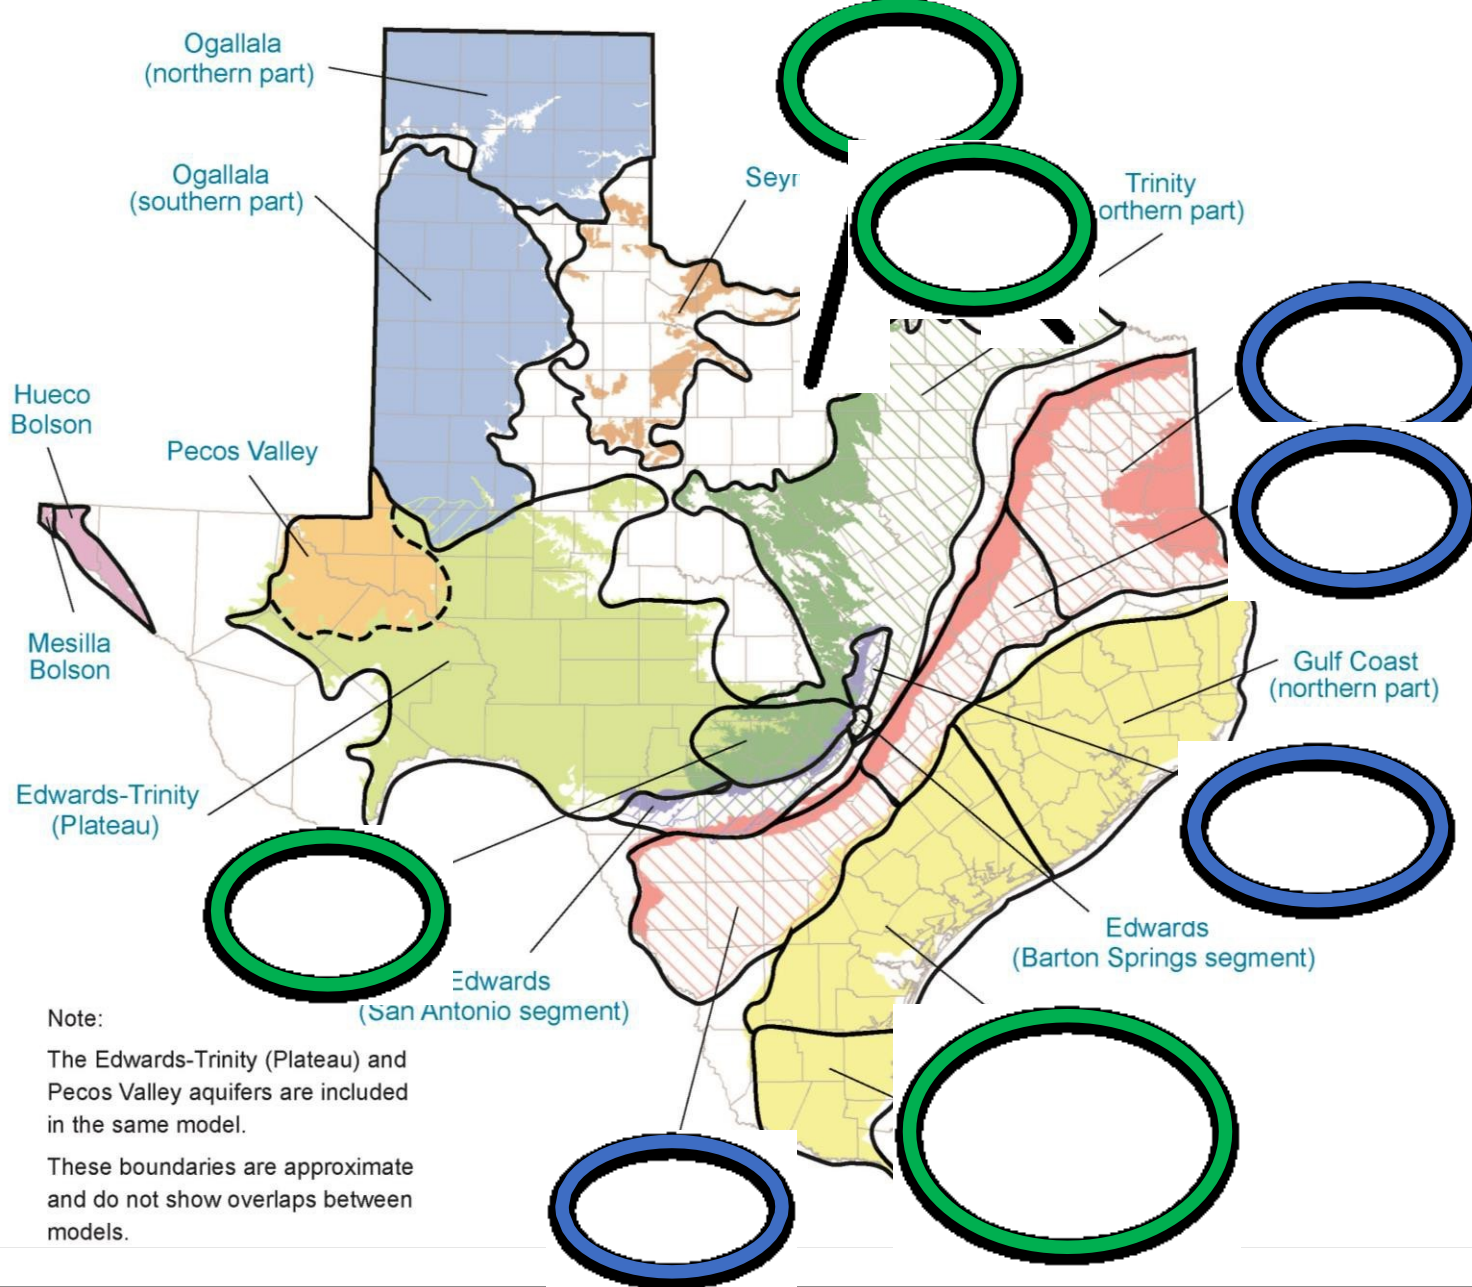 Ogallala
(northern part)
Ogallala
(southern part)
Seyr
Trinity
orthern part)
Hueco
Bolson
Pecos Valley
Mesilla
Bolson
Gulf Coast
(northern part)
Edwards-Trinity
(Plateau)
Edwards
(Barton Springs segment)
Edwards
(San Antonio segment)
Note:
The Edwards-Trinity (Plateau) and
Pecos Valley aquifers are included
in the same model.
These boundaries are approximate
and do not show overlaps between
models.